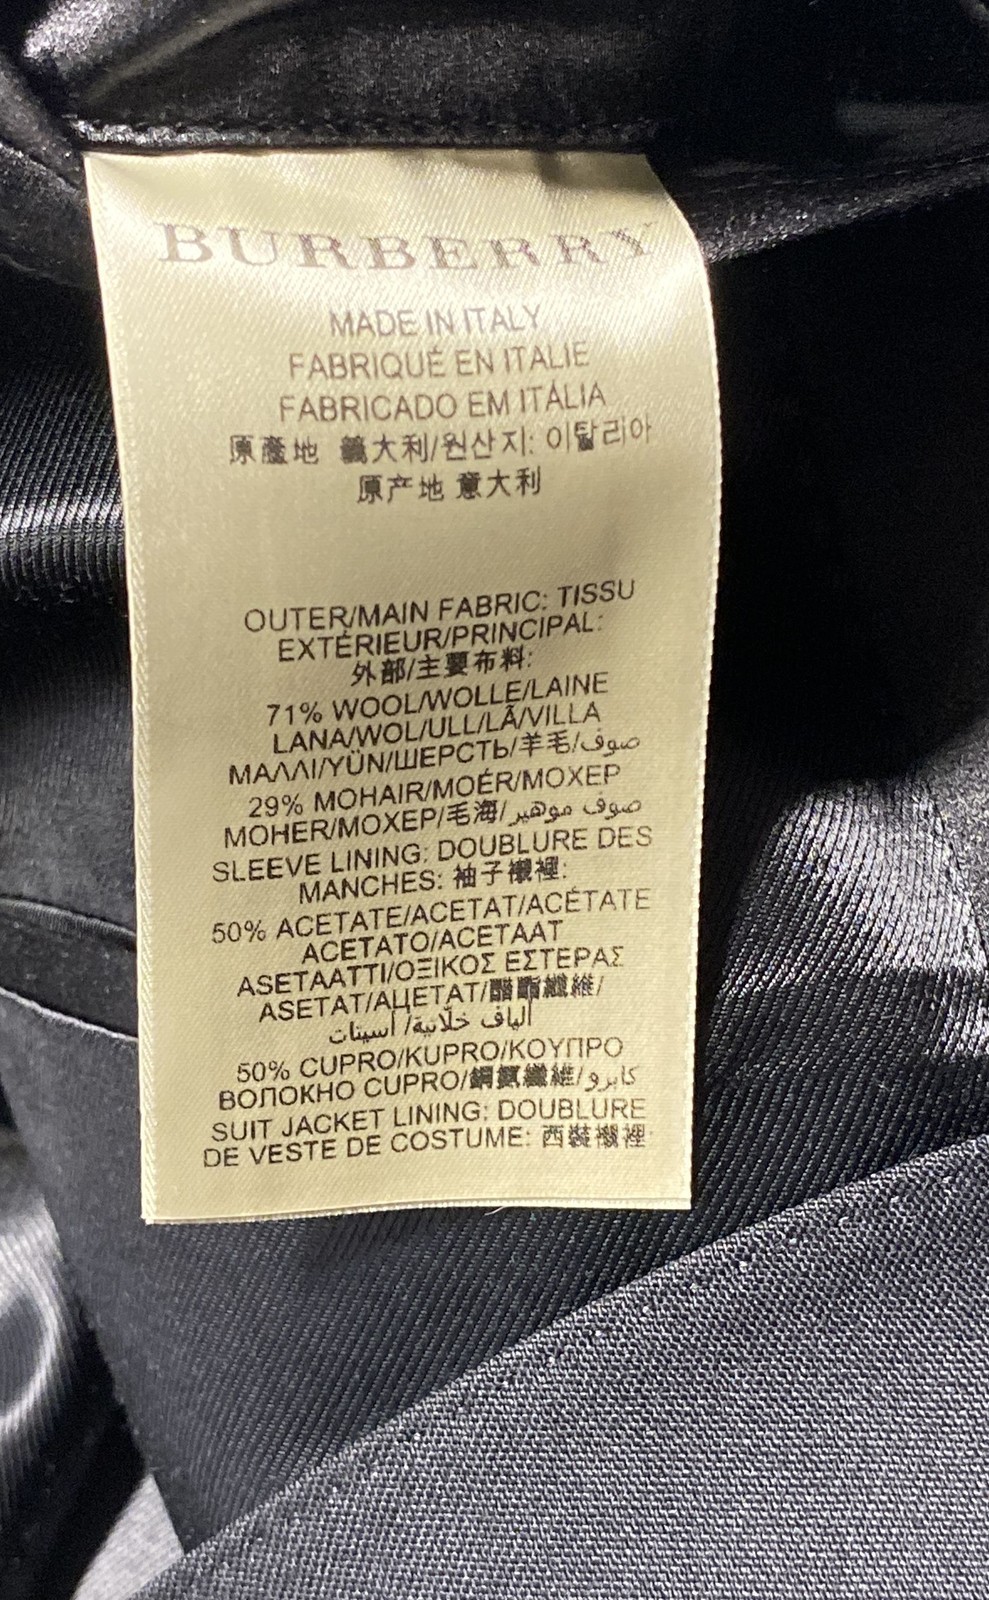 BURBERRY
MADE IN ITALY
FABRIQUÉ EN ITALIE
FABRICADO EM ITÁLIA
原產地 義大利/원산지: 이탈리아
原产地 意大利
OUTER/MAIN FABRIC: TISSU
EXTÉRIEUR/PRINCIPAL:
外部/主要布料:
71% WOOL/WOLLE/LAINE
LANA/WOL/ULL/LÃ/VILLA
ΜΑΛΛΙ/YÜN/ШЕРСТЬ/羊毛/صوف
29% MOHAIR/MOÉR/MOXEP
MOHER/МОХЕР/毛海/صوف موهير
SLEEVE LINING: DOUBLURE DES
MANCHES: 袖子襯裡:
50% ACETATE/ACETAT/ACÉTATE
ACETATO/ACETAAT
ASETAATTI/ΟΞΙΚΟΣ ΕΣΤΕΡΑΣ
ASETAT/АЦЕТАТ/醋酯纖維/
ألياف خلّانية/ أسيتات
50% CUPRO/KUPRO/ΚΟΥΠΡΟ
ВОЛОКНО CUPRO/銅氨纖維/كابرو
SUIT JACKET LINING: DOUBLURE
DE VESTE DE COSTUME: 西裝襯裡: